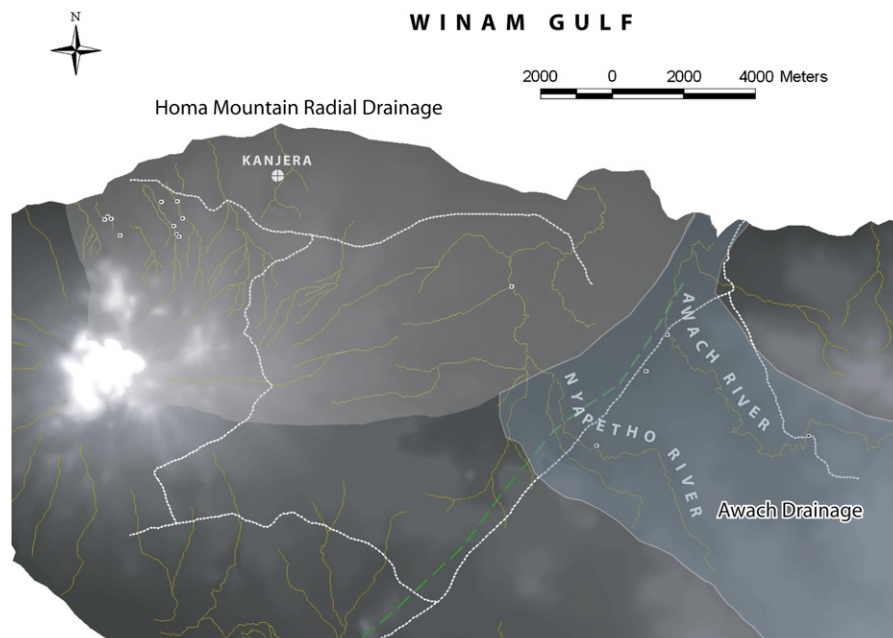 WINAM GULF
N
2000 0 2000 4000 Meters
Homa Mountain Radial Drainage
KANJERA
AWACH RIVER
NYAPETHO RIVER
Awach Drainage